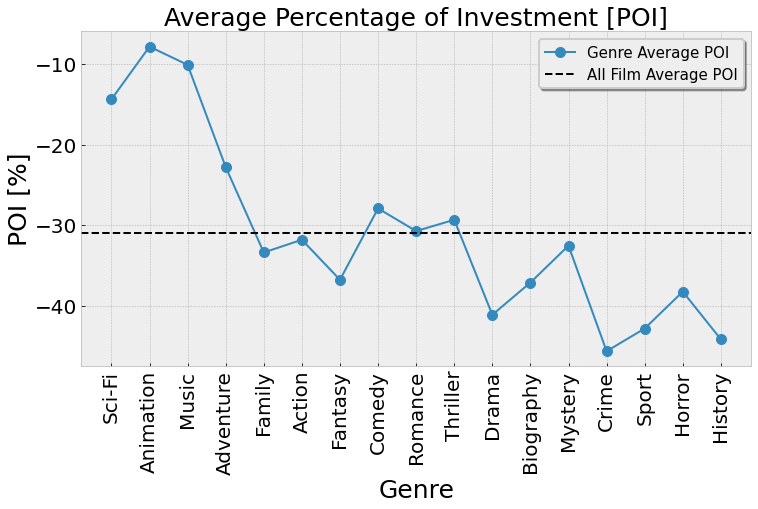 Average Percentage of Investment [POI]
Genre Average POI
All Film Average POI
POI [%]
−10
−20
−30
−40
Sci-Fi
Animation
Music
Adventure
Family
Action
Fantasy
Comedy
Romance
Thriller
Drama
Biography
Mystery
Crime
Sport
Horror
History
Genre